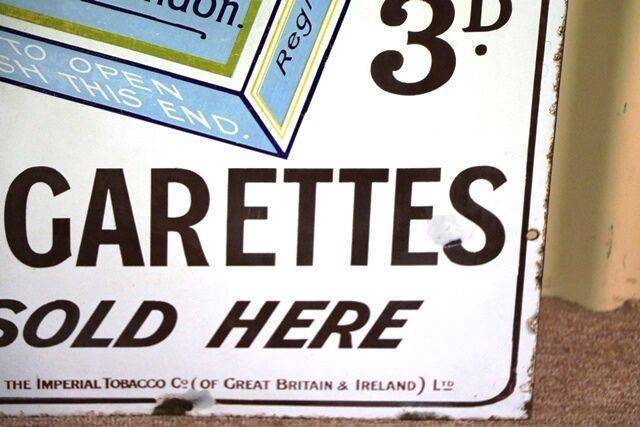 ndon.
Reg
3D.
TO OPEN
SH THIS END.
GARETTES
SOLD HERE
THE IMPERIAL TOBACCO Co (OF GREAT BRITAIN & IRELAND) LTD